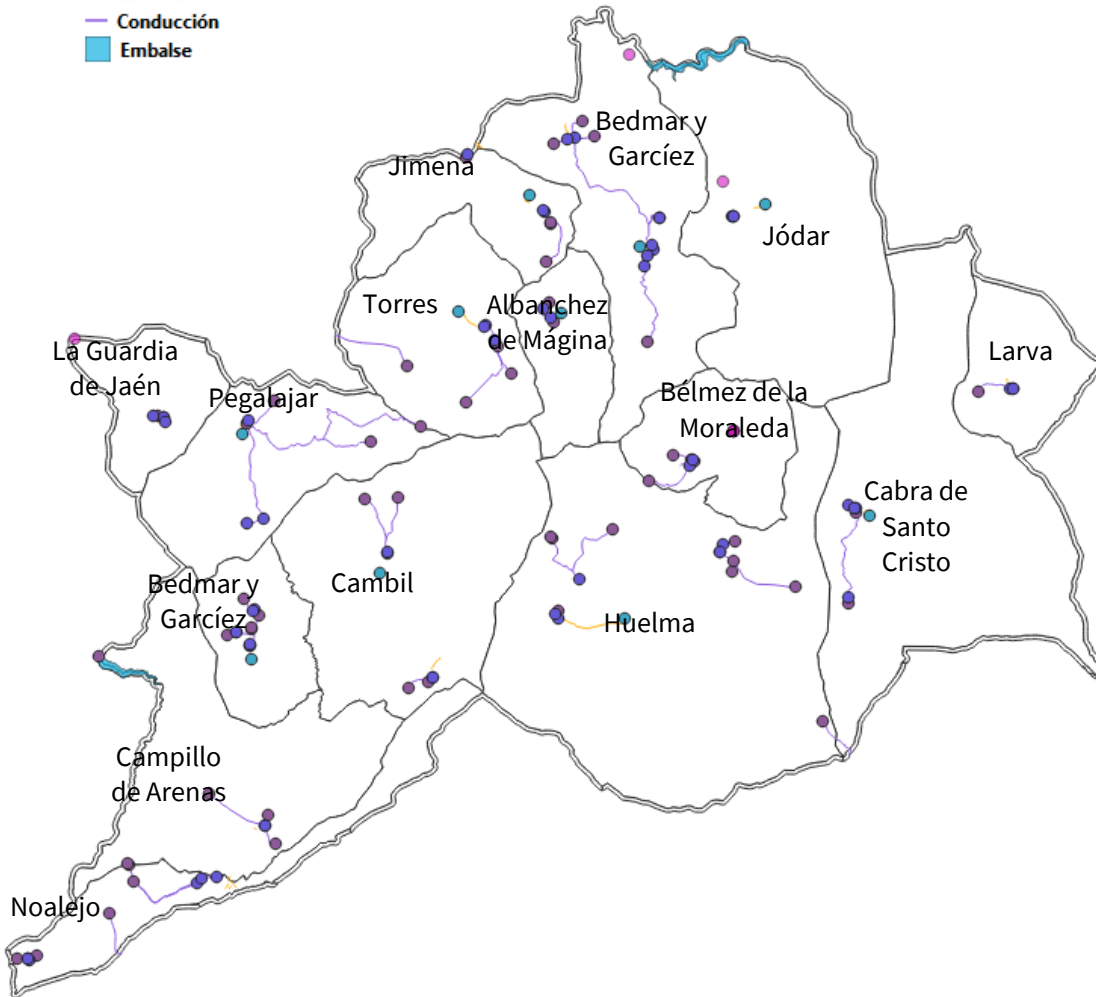 Conducción
Embalse
Bedmar y
Garcíez
Jimena
Jódar
Torres
Albanchez
de Mágina
La Guardia
de Jaén
Larva
Pegalajar
Bélmez de la
Moraleda
Cabra de
Santo
Cristo
Bedmar y
Garcíez
Cambil
Huelma
Campillo
de Arenas
Noalejo